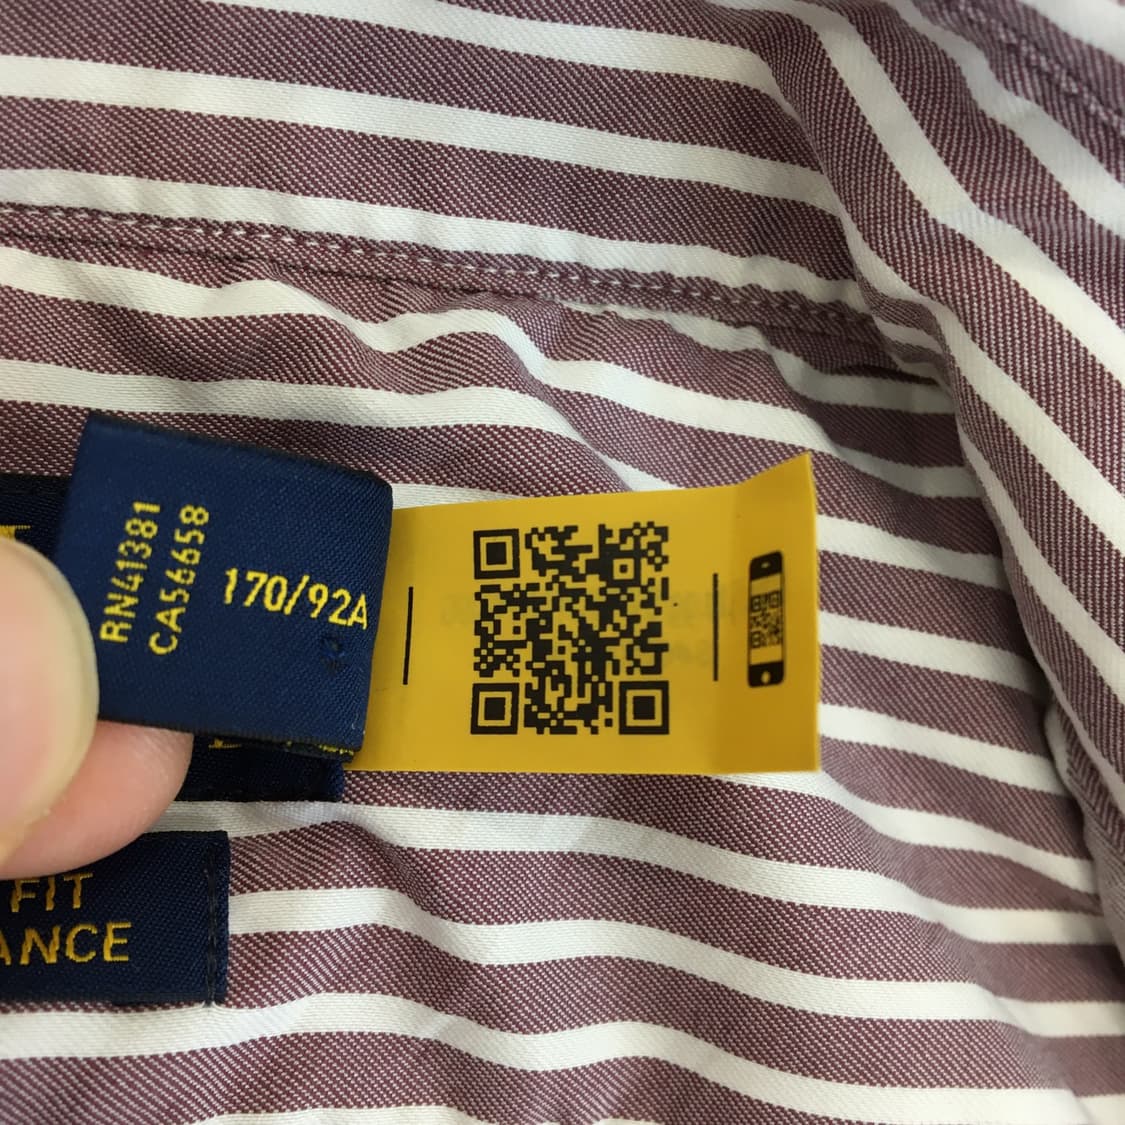 RN41381
CA56658
170/92A
FIT
ANCE